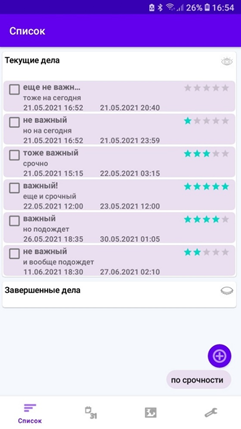 26% 16:54
Список
Текущие дела
еще не важн...
тоже на сегодня
21.05.2021 16:52 21.05.2021 20:40
не важный
но на сегодня
21.05.2021 16:52 21.05.2021 23:59
тоже важный
срочно
21.05.2021 15:15 22.05.2021 03:15
важный!
еще и срочный
22.05.2021 12:00 23.05.2021 12:00
важный
но подождет
26.05.2021 18:35 30.05.2021 01:05
не важный
и вообще подождет
11.06.2021 18:30 27.06.2021 02:10
Завершенные дела
по срочности
Список
31